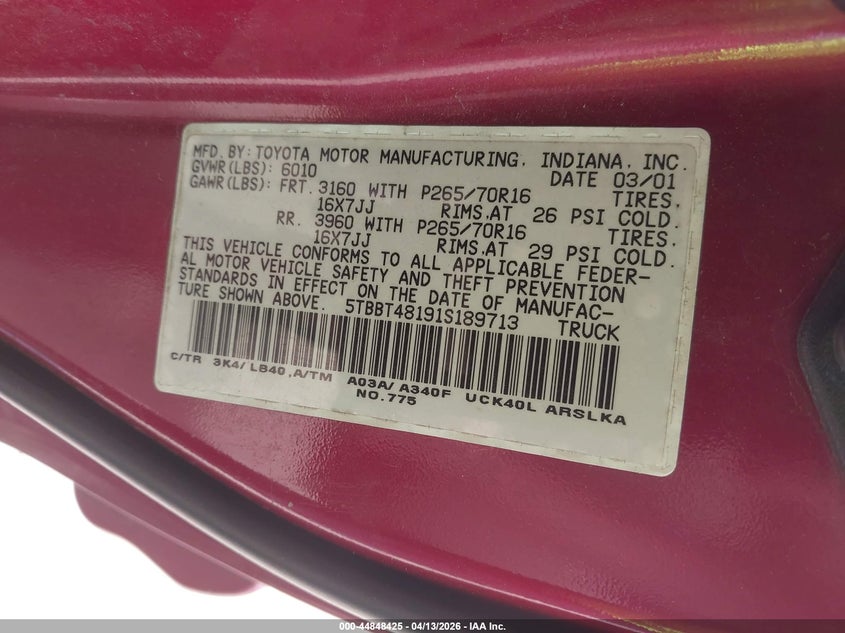 MFD. BY: TOYOTA MOTOR MANUFACTURING, INDIANA, INC.
GVWR(LBS): 6010 DATE 03/01
GAWR(LBS): FRT. 3160 WITH P265/70R16 TIRES,
16X7JJ RIMS,AT 26 PSI COLD.
RR. 3960 WITH P265/70R16 TIRES,
16X7JJ RIMS,AT 29 PSI COLD.
THIS VEHICLE CONFORMS TO ALL APPLICABLE FEDER-
AL MOTOR VEHICLE SAFETY AND THEFT PREVENTION
STANDARDS IN EFFECT ON THE DATE OF MANUFAC-
TURE SHOWN ABOVE. 5TBBT48191S189713 TRUCK
C/TR 3K4/LB40,A/TM A03A/A340F UCK40L ARSLKA
NO.775
000-44848425 - 04/13/2026 - IAA Inc.